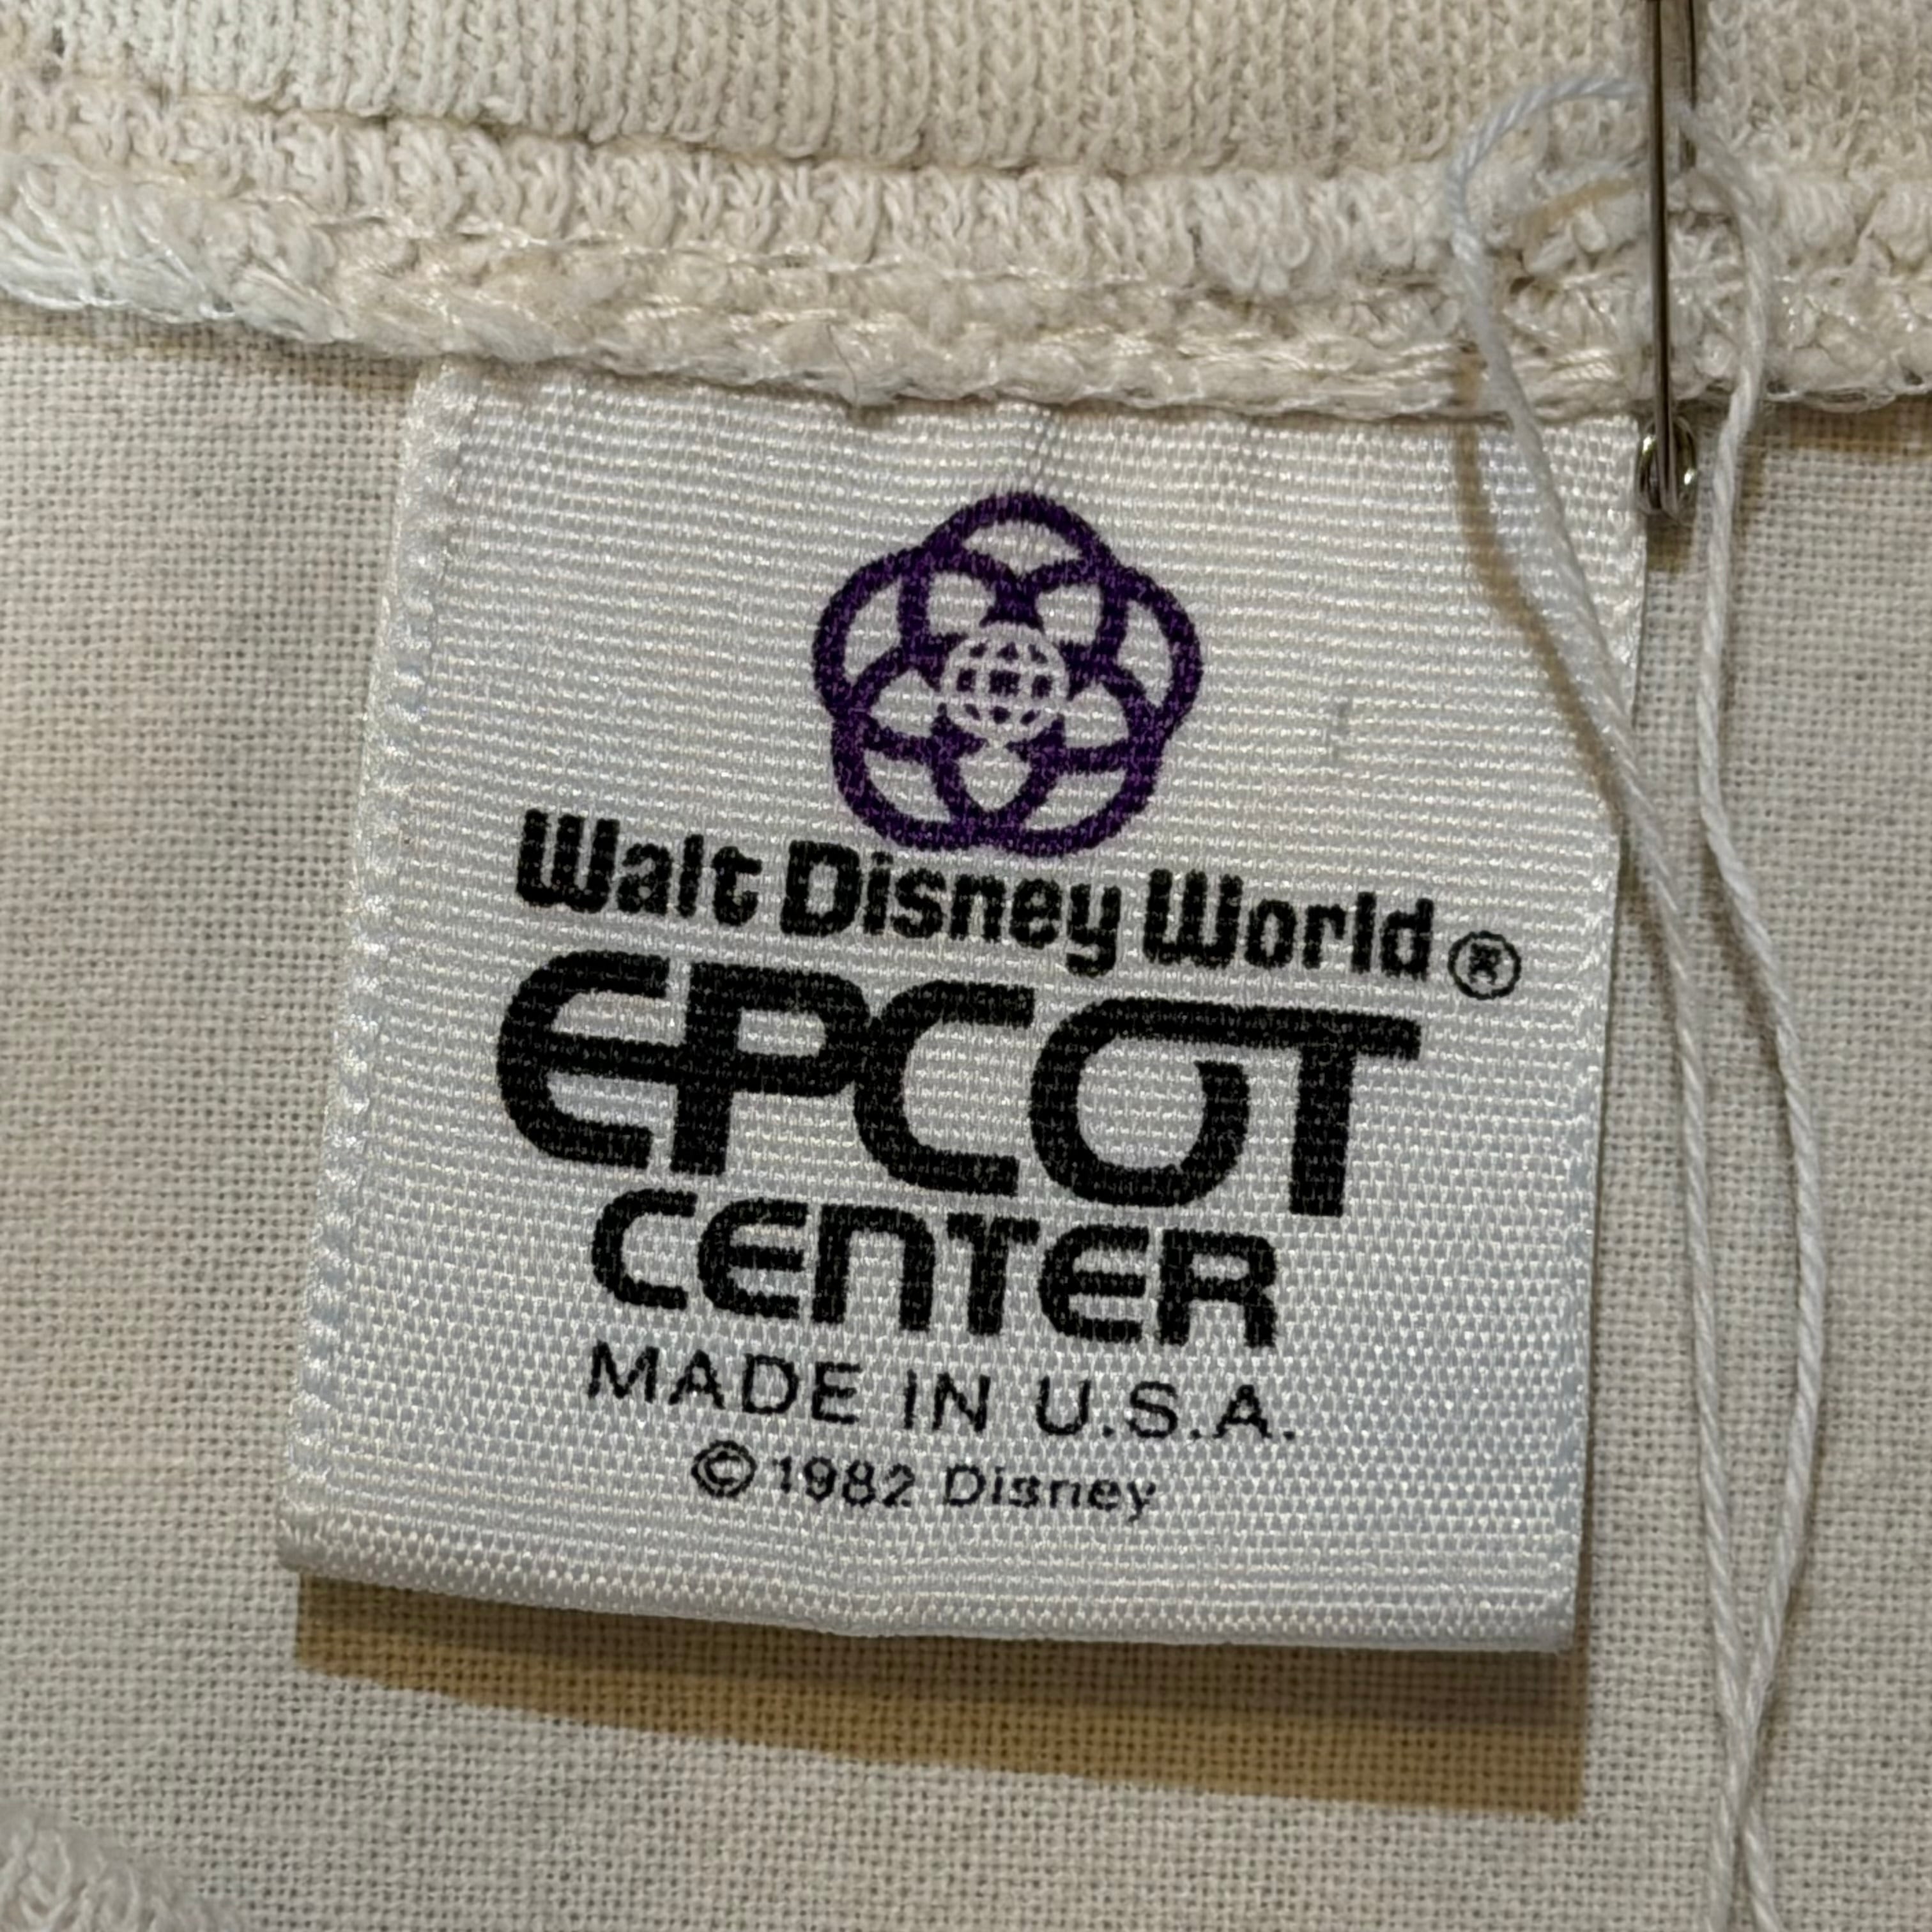 Walt Disney World®
EPCOT
CENTER
MADE IN U.S.A.
© 1982 Disney